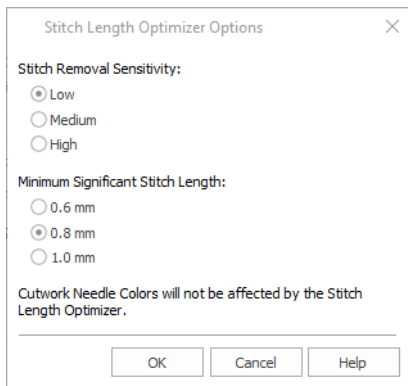 Stitch Length Optimizer Options
Stitch Removal Sensitivity:
Low
Medium
High
Minimum Significant Stitch Length:
0.6 mm
0.8 mm
1.0 mm
Cutwork Needle Colors will not be affected by the Stitch
Length Optimizer.
OK Cancel Help